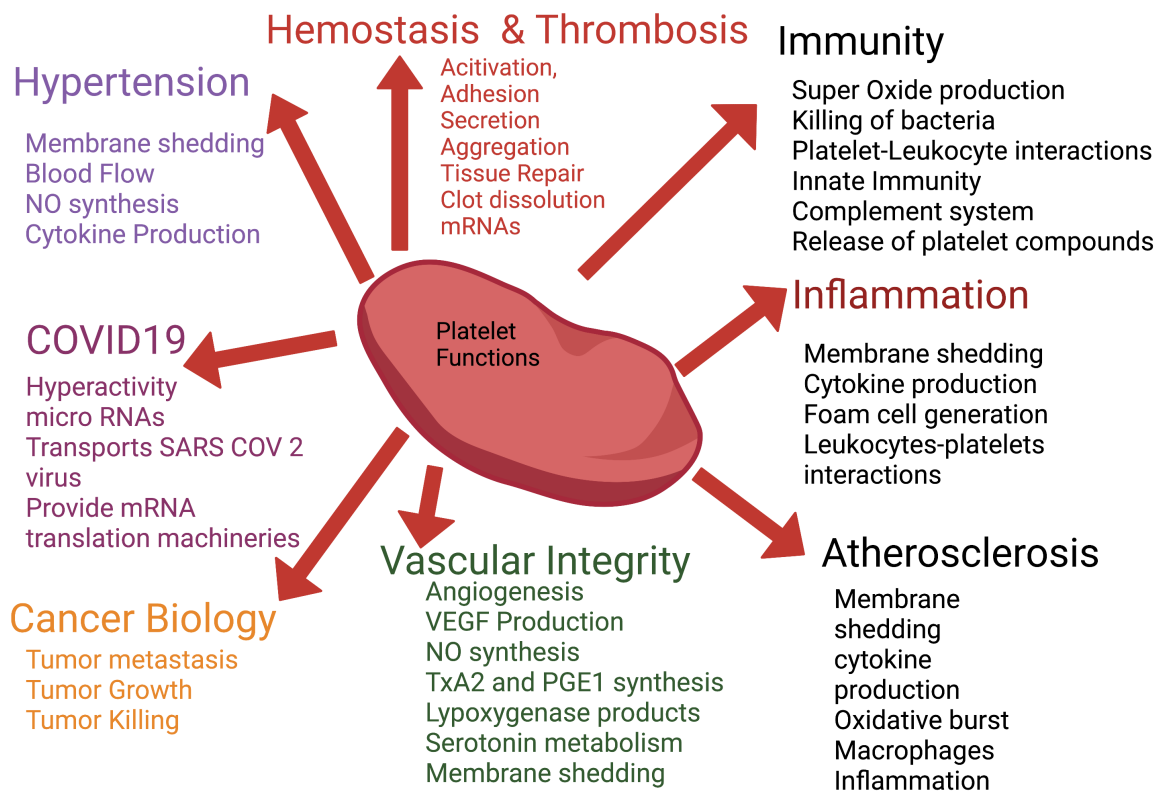 Hemostasis & Thrombosis
Acitivation,
Adhesion
Secretion
Aggregation
Tissue Repair
Clot dissolution
mRNAs
Immunity
Super Oxide production
Killing of bacteria
Platelet-Leukocyte interactions
Innate Immunity
Complement system
Release of platelet compounds
Hypertension
Membrane shedding
Blood Flow
NO synthesis
Cytokine Production
Platelet
Functions
Inflammation
Membrane shedding
Cytokine production
Foam cell generation
Leukocytes-platelets
interactions
COVID19
Hyperactivity
micro RNAs
Transports SARS COV 2
virus
Provide mRNA
translation machineries
Cancer Biology
Tumor metastasis
Tumor Growth
Tumor Killing
Vascular Integrity
Angiogenesis
VEGF Production
NO synthesis
TxA2 and PGE1 synthesis
Lypoxygenase products
Serotonin metabolism
Membrane shedding
Atherosclerosis
Membrane
shedding
cytokine
production
Oxidative burst
Macrophages
Inflammation